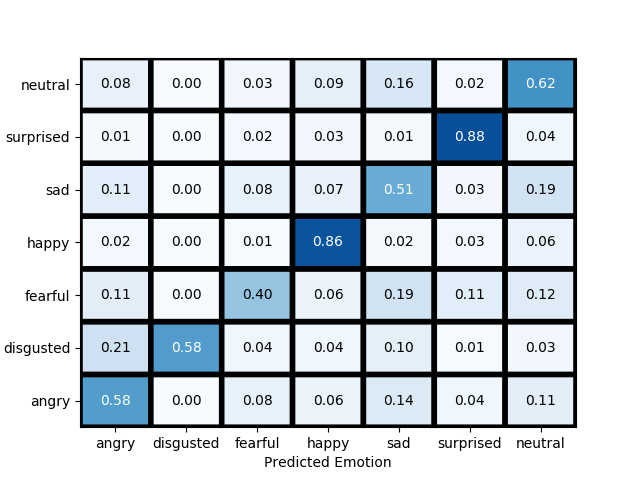 neutral 0.08 0.00 0.03 0.09 0.16 0.02 0.62
surprised 0.01 0.00 0.02 0.03 0.01 0.88 0.04
sad 0.11 0.00 0.08 0.07 0.51 0.03 0.19
happy 0.02 0.00 0.01 0.86 0.02 0.03 0.06
fearful 0.11 0.00 0.40 0.06 0.19 0.11 0.12
disgusted 0.21 0.58 0.04 0.04 0.10 0.01 0.03
angry 0.58 0.00 0.08 0.06 0.14 0.04 0.11
angry disgusted fearful happy sad surprised neutral
Predicted Emotion